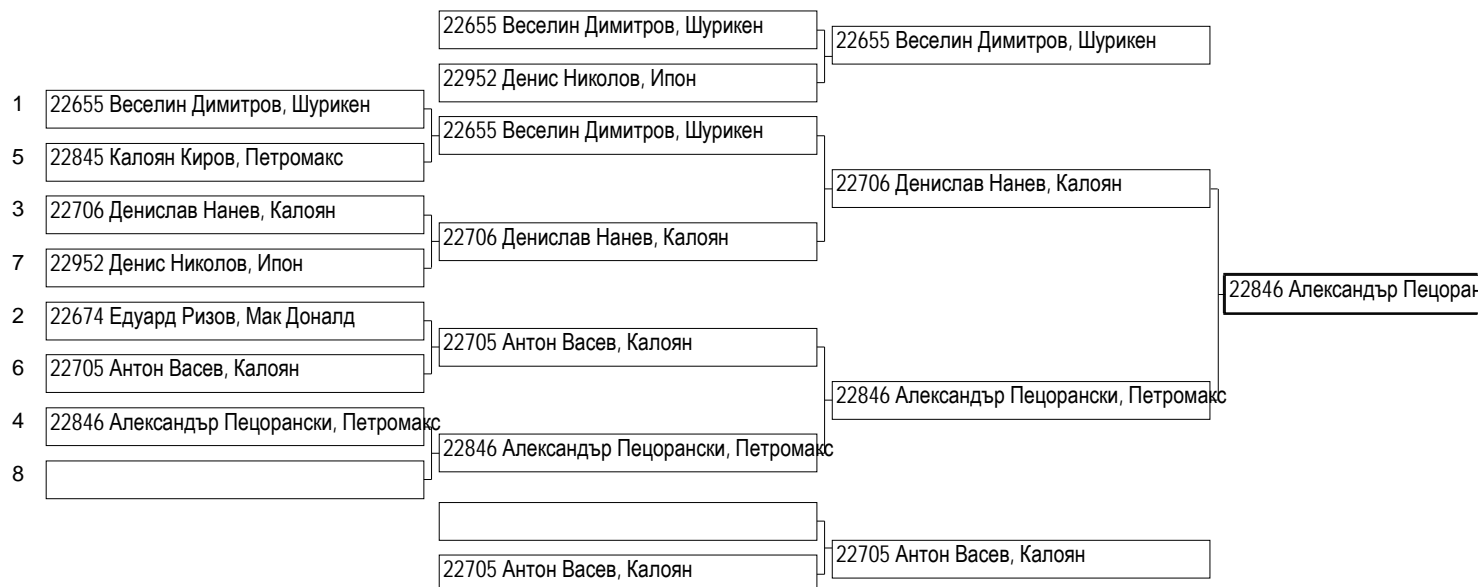 22655 Веселин Димитров, Шурикен
22655 Веселин Димитров, Шурикен
22952 Денис Николов, Ипон
1 22655 Веселин Димитров, Шурикен
22655 Веселин Димитров, Шурикен
5 22845 Калоян Киров, Петромакс
22706 Денислав Нанев, Калоян
3 22706 Денислав Нанев, Калоян
22706 Денислав Нанев, Калоян
7 22952 Денис Николов, Ипон
22846 Александър Пецоран
2 22674 Едуард Ризов, Мак Доналд
22705 Антон Васев, Калоян
6 22705 Антон Васев, Калоян
22846 Александър Пецорански, Петромакс
4 22846 Александър Пецорански, Петромакс
22846 Александър Пецорански, Петромакс
8
22705 Антон Васев, Калоян
22705 Антон Васев, Калоян